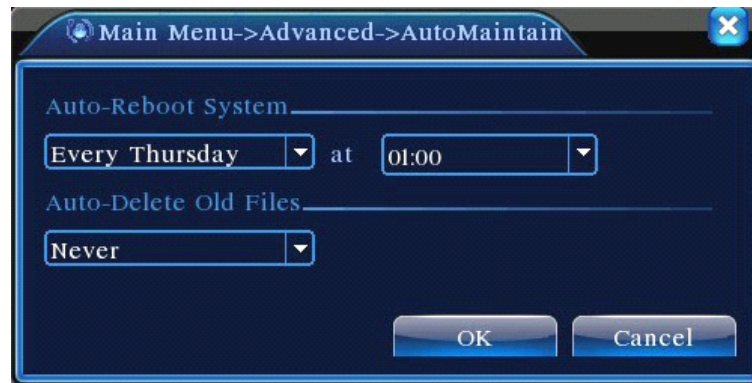 Main Menu->Advanced->AutoMaintain
Auto-Reboot System
Every Thursday at 01:00
Auto-Delete Old Files
Never
OK Cancel